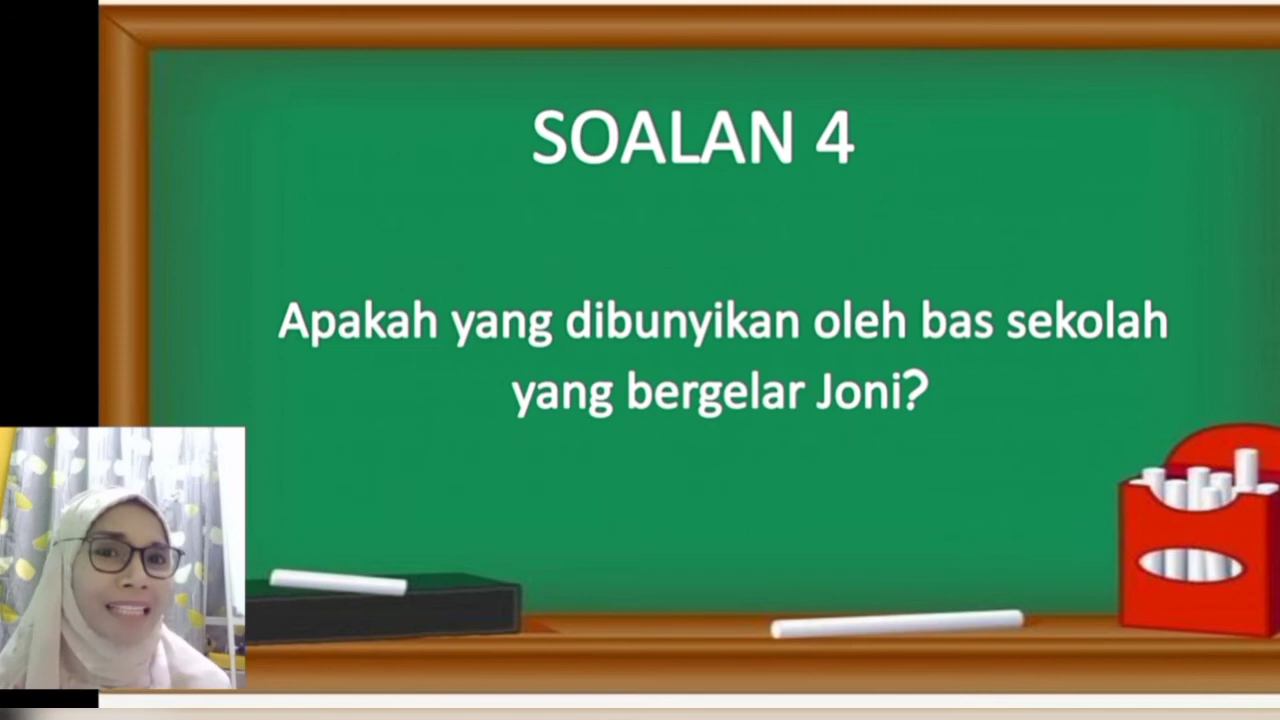 SOALAN 4
Apakah yang dibunyikan oleh bas sekolah
yang bergelar Joni?